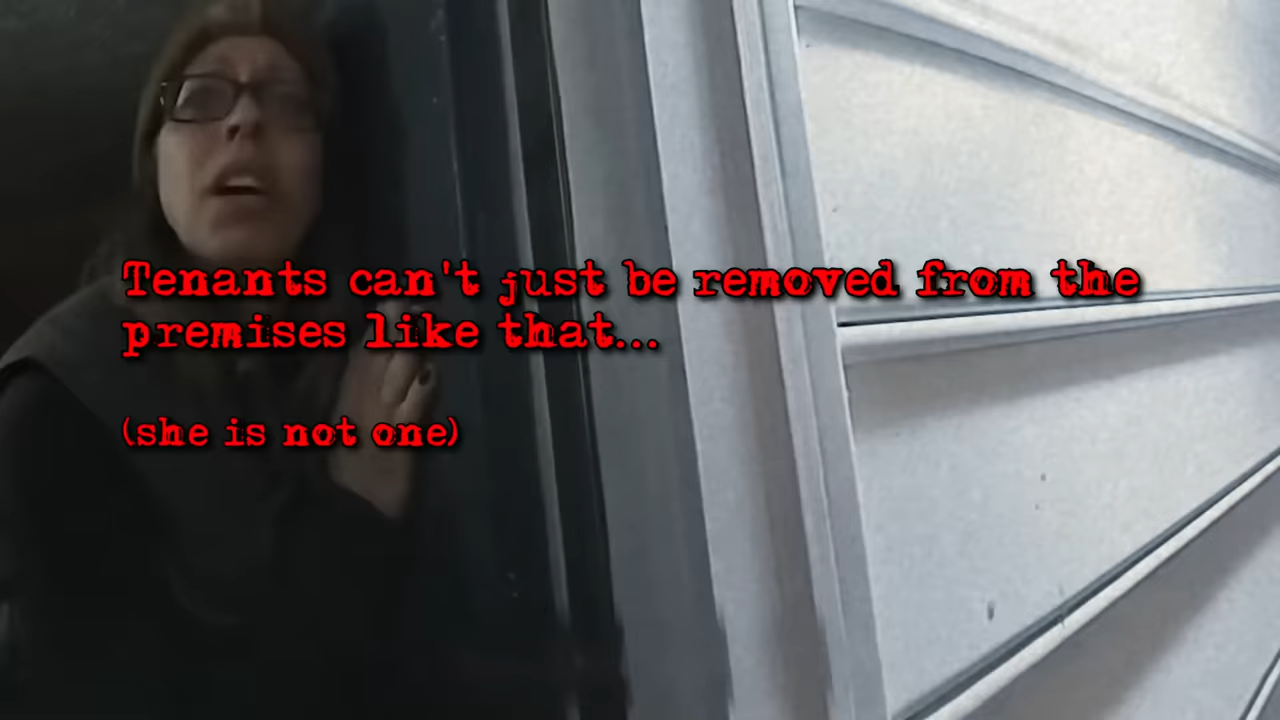 Tenants can't just be removed from the
premises like that...
(she is not one)